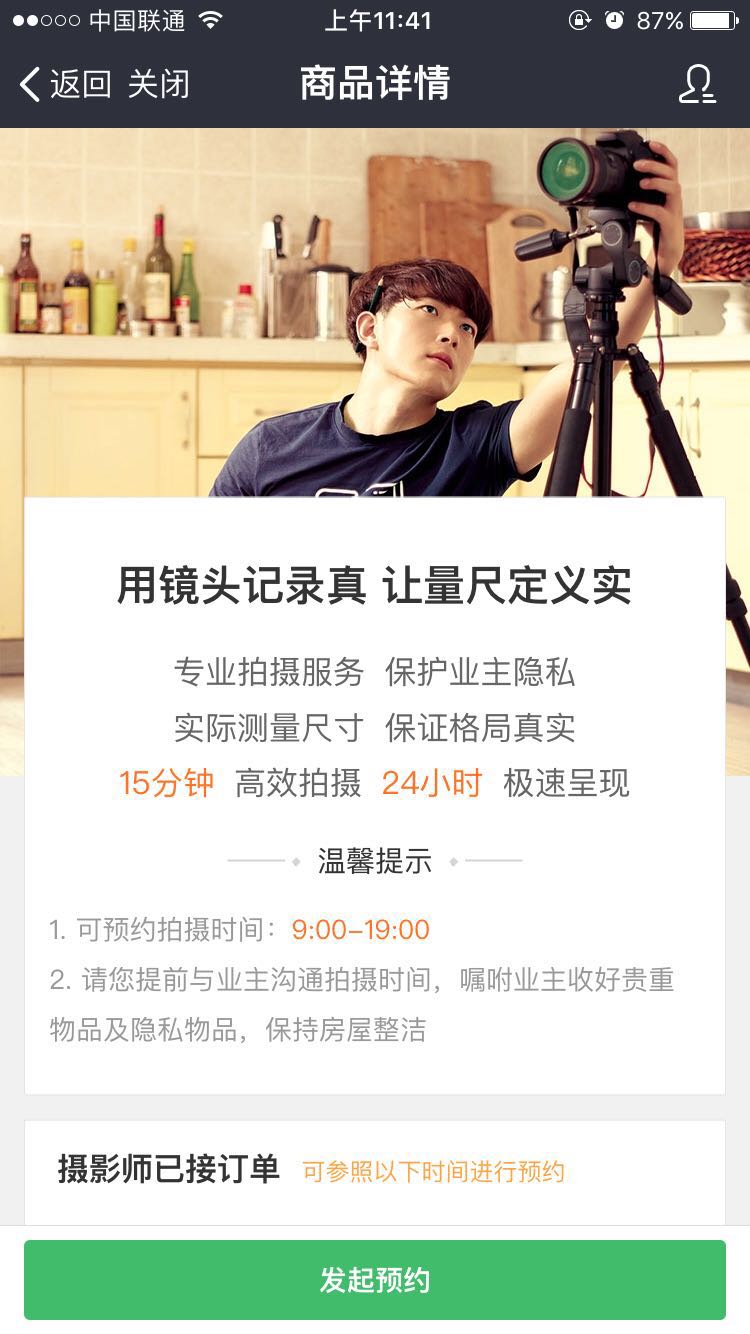 中国联通
上午11:41
87%
返回 关闭
商品详情
用镜头记录真 让量尺定义实
专业拍摄服务 保护业主隐私
实际测量尺寸 保证格局真实
15分钟 高效拍摄 24小时 极速呈现
温馨提示
1. 可预约拍摄时间：9:00-19:00
2. 请您提前与业主沟通拍摄时间，嘱咐业主收好贵重
物品及隐私物品，保持房屋整洁
摄影师已接订单 可参照以下时间进行预约
发起预约